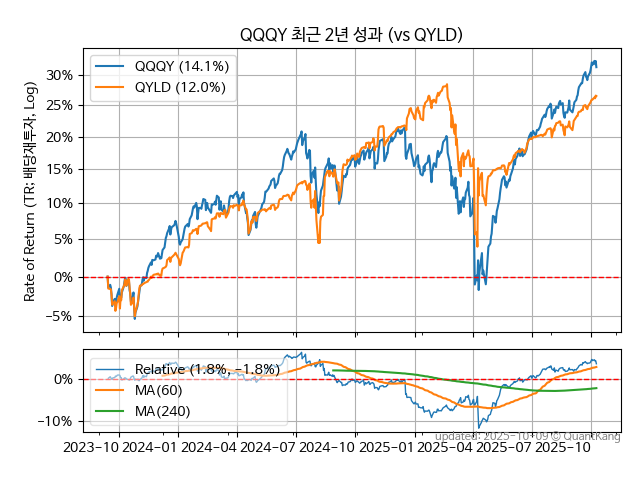 QQQY 최근 2년 성과 (vs QYLD)
Rate of Return (TR: 배당재투자, Log)
QQQY (14.1%)
QYLD (12.0%)
30%
25%
20%
15%
10%
5%
0%
−5%
Relative (1.8%, −1.8%)
MA(60)
MA(240)
0%
−10%
2023-10 2024-01 2024-04 2024-07 2024-10 2025-01 2025-04 2025-07 2025-10
updated: 2025-10-09 © QuantKang